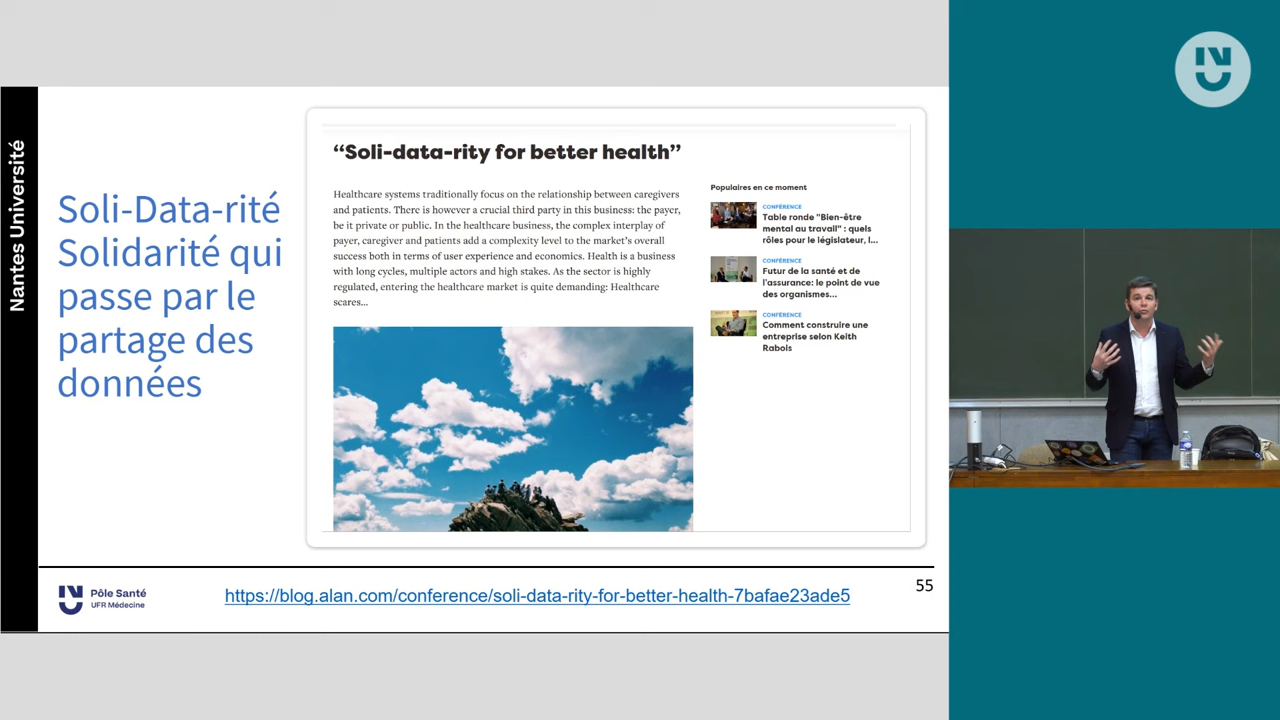 Nantes Université
Soli-Data-rité
Solidarité qui
passe par le
partage des
données
“Soli-data-rity for better health”
Healthcare systems traditionally focus on the relationship between caregivers
and patients. There is however a crucial third party in this business: the payer,
be it private or public. In the healthcare business, the complex interplay of
payer, caregiver and patients add a complexity level to the market’s overall
success both in terms of user experience and economics. Health is a business
with long cycles, multiple actors and high stakes. As the sector is highly
regulated, entering the healthcare market is quite demanding: Healthcare
scares...
Populaires en ce moment
CONFÉRENCE
Table ronde "Bien-être
mental au travail" : quels
rôles pour le législateur, l...
CONFÉRENCE
Futur de la santé et de
l'assurance: le point de vue
des organismes...
CONFÉRENCE
Comment construire une
entreprise selon Keith
Rabois
Pôle Santé
UFR Médecine
https://blog.alan.com/conference/soli-data-rity-for-better-health-7bafae23ade5
55